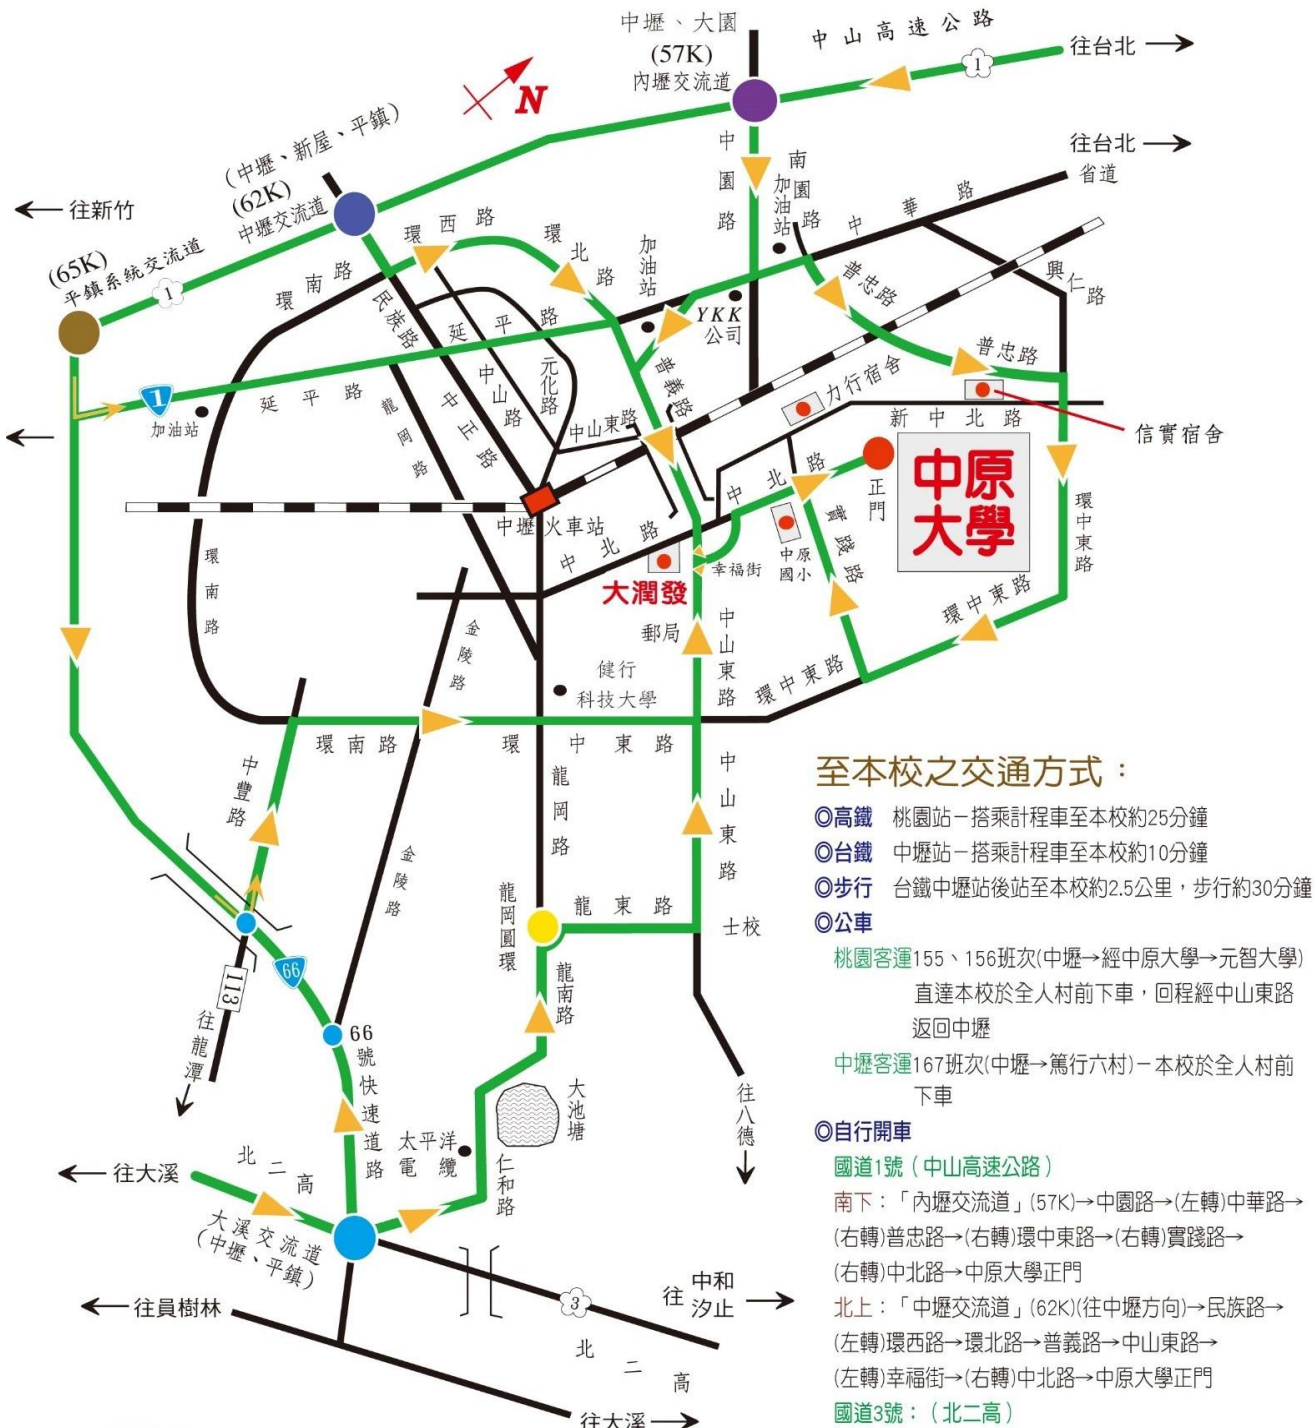 中壢、大園
(57K)
內壢交流道
中山高速公路
1
往台北
N
往台北
省道
(中壢、新屋、平鎮)
(62K)
中壢交流道
往新竹
(65K)
平鎮系統交流道
1
環西路
環北路
加油站
中園路
南園路
加油站
中華路
興仁路
環南路
民族路
延平路
YKK
公司
普忠路
普忠路
普義路
元化路
中山路
力行宿舍
新中北路
信實宿舍
1
加油站
延平路
龍岡路
中正路
中山東路
中北路
正門
中原
大學
環中東路
中壢火車站
中北路
實踐路
中原
國小
幸福街
大潤發
環南路
金陵路
郵局
中山東路
環中東路
健行
科技大學
環中東路
環南路
環中東路
中豐路
龍岡路
中山東路
金陵路
龍岡圓環
龍東路
士校
66
113
往龍潭
66號快速道路
龍南路
大池塘
往八德
太平洋
電纜
仁和路
往大溪
北二高
大溪交流道
(中壢、平鎮)
往員樹林
3
往
中和
汐止
北二高
往大溪
至本校之交通方式：
◎高鐵 桃園站－搭乘計程車至本校約25分鐘
◎台鐵 中壢站－搭乘計程車至本校約10分鐘
◎步行 台鐵中壢站後站至本校約2.5公里，步行約30分鐘
◎公車
桃園客運155、156班次(中壢→經中原大學→元智大學)
直達本校於全人村前下車，回程經中山東路
返回中壢
中壢客運167班次(中壢→篤行六村)－本校於全人村前
下車
◎自行開車
國道1號（中山高速公路）
南下：「內壢交流道」(57K)→中園路→(左轉)中華路→
(右轉)普忠路→(右轉)環中東路→(右轉)實踐路→
(右轉)中北路→中原大學正門
北上：「中壢交流道」(62K)(往中壢方向)→民族路→
(左轉)環西路→環北路→普義路→中山東路→
(左轉)幸福街→(右轉)中北路→中原大學正門
國道3號：（北二高）